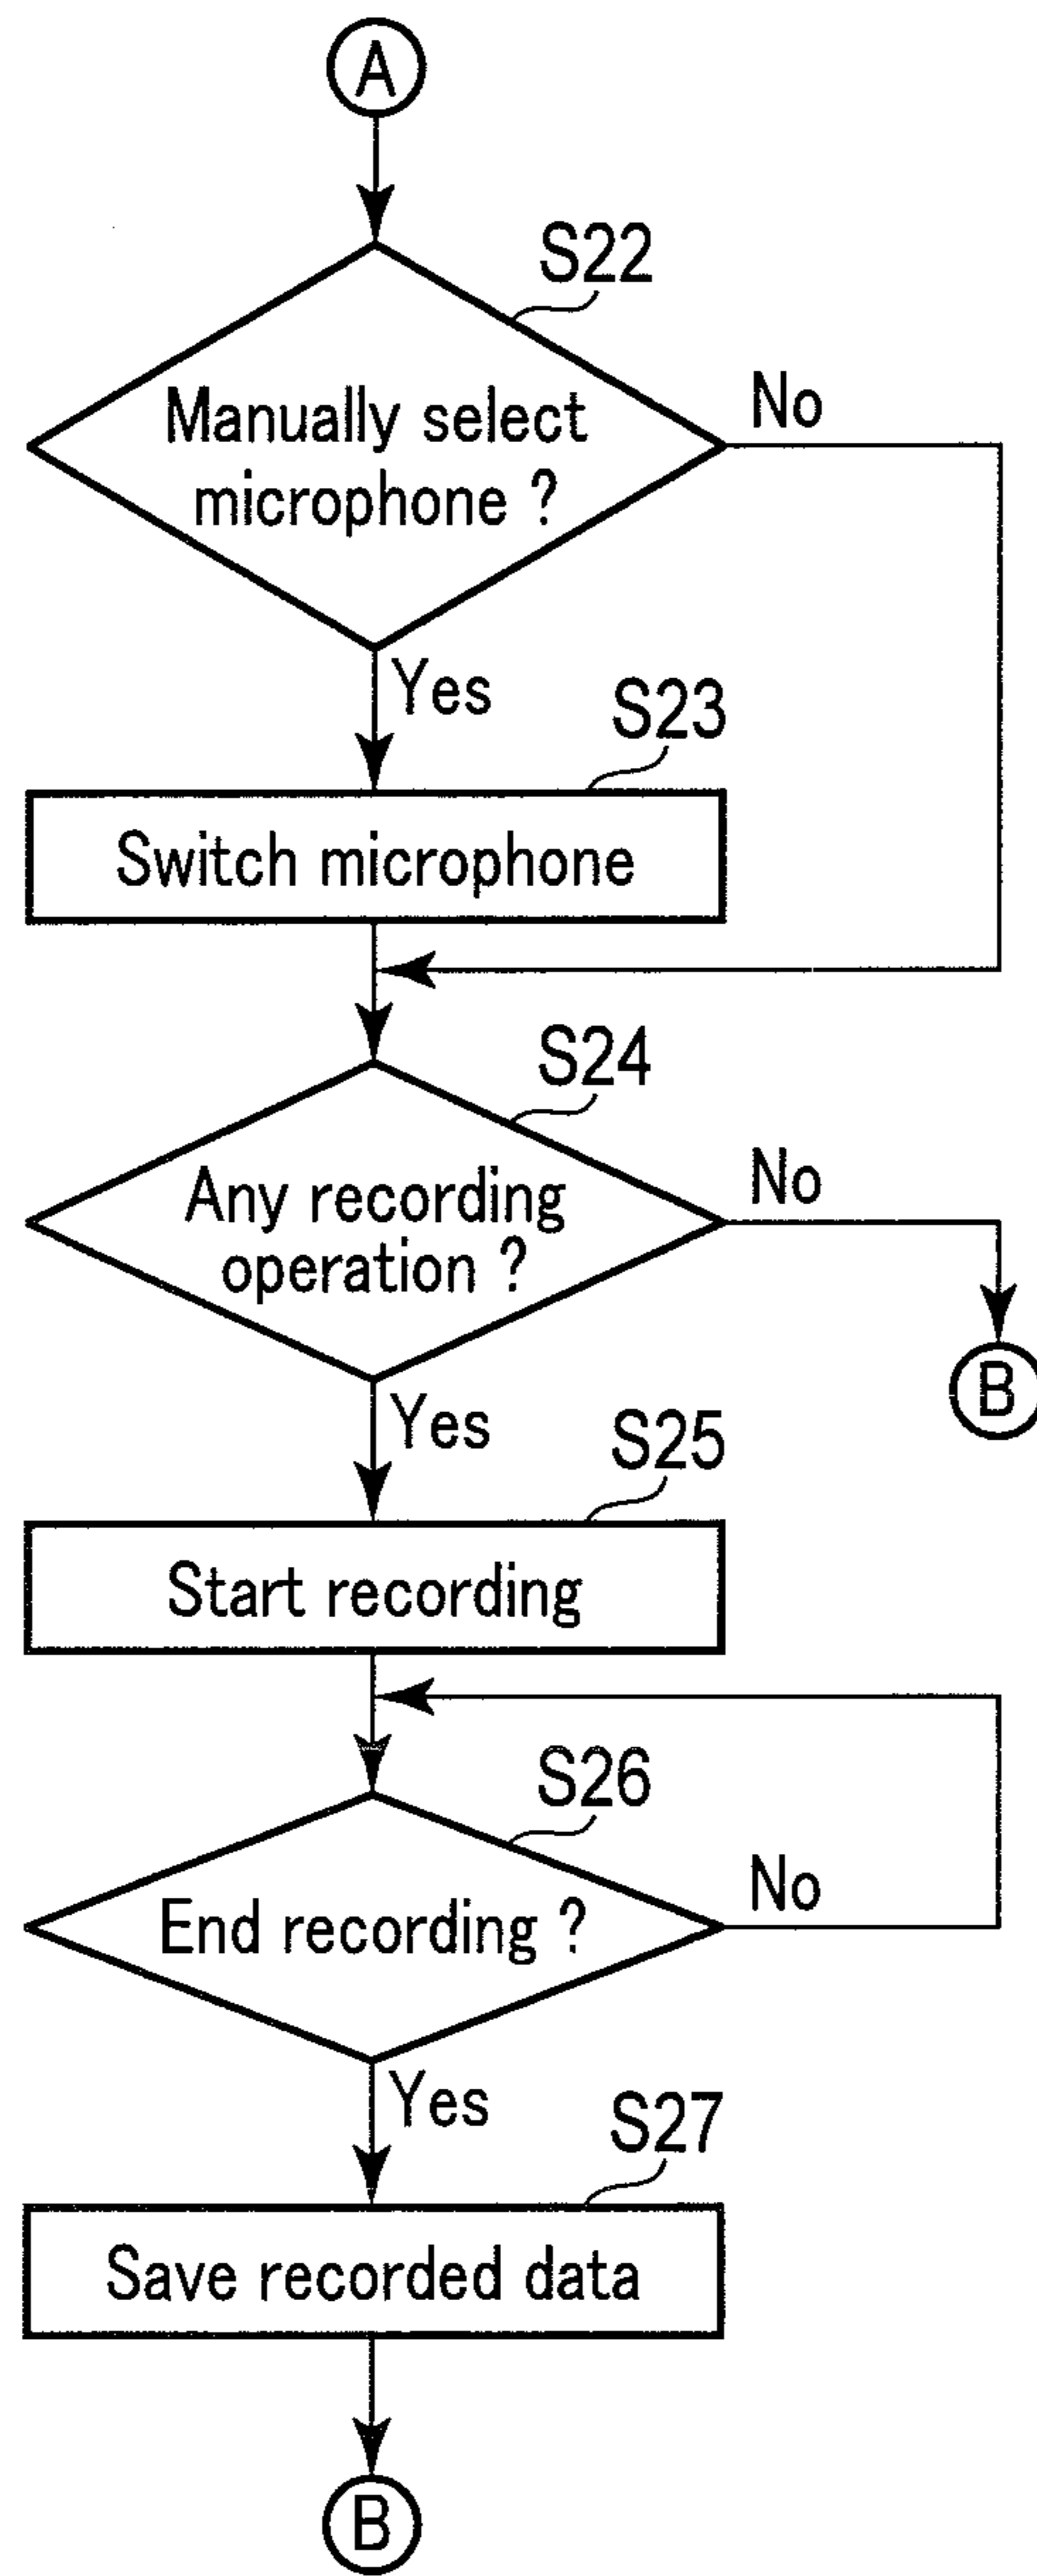 A
S22
Manually select
microphone ?
No
Yes
S23
Switch microphone
S24
Any recording
operation ?
No
B
Yes
S25
Start recording
S26
End recording ?
No
Yes
S27
Save recorded data
B